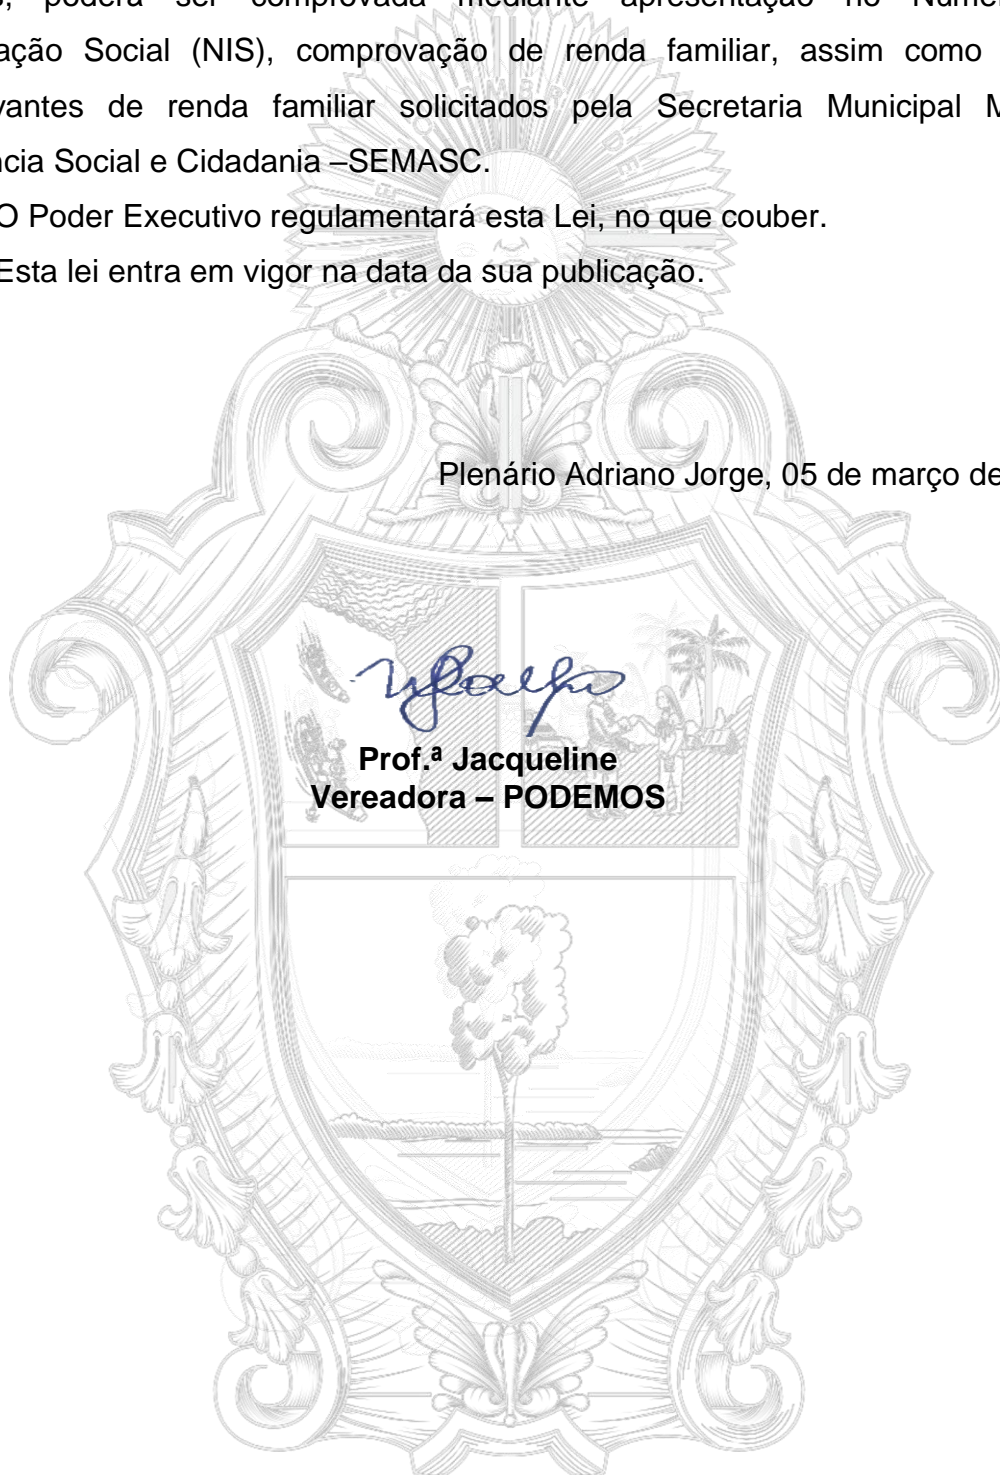 s, poderá ser comprovada mediante apresentação no Núme
ação Social (NIS), comprovação de renda familiar, assim como
vantes de renda familiar solicitados pela Secretaria Municipal M
ncia Social e Cidadania –SEMASC.
O Poder Executivo regulamentará esta Lei, no que couber.
Esta lei entra em vigor na data da sua publicação.
Plenário Adriano Jorge, 05 de março de
Prof.ª Jacqueline
Vereadora – PODEMOS